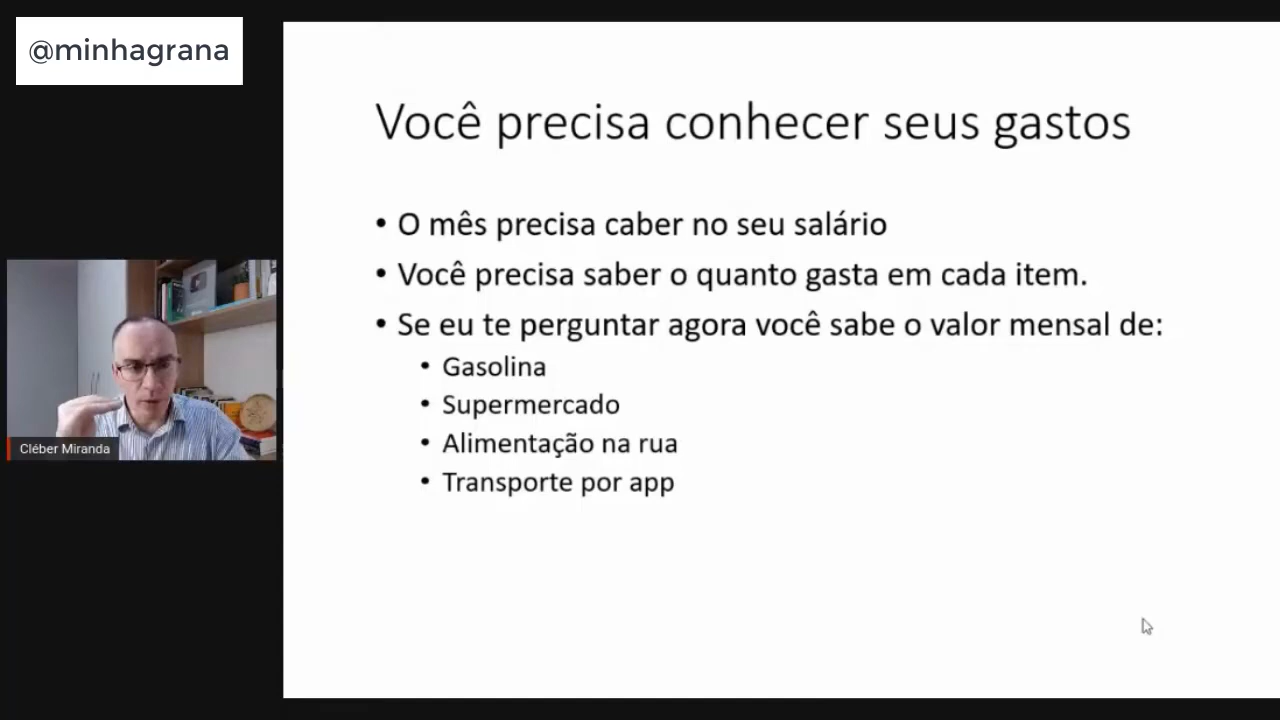 @minhagrana
Você precisa conhecer seus gastos
• O mês precisa caber no seu salário
• Você precisa saber o quanto gasta em cada item.
• Se eu te perguntar agora você sabe o valor mensal de:
• Gasolina
• Supermercado
• Alimentação na rua
• Transporte por app
Cléber Miranda